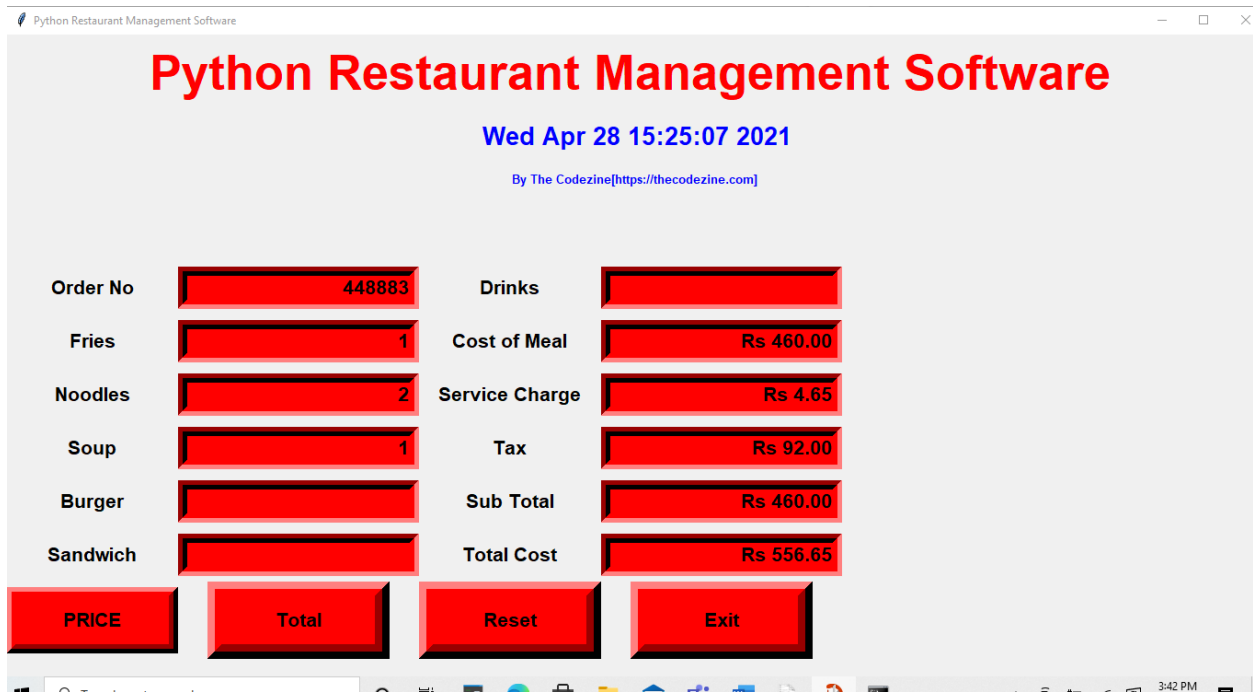 Python Restaurant Management Software
Python Restaurant Management Software
Wed Apr 28 15:25:07 2021
By The Codezine[https://thecodezine.com]
Order No 448883 Drinks
Fries 1 Cost of Meal Rs 460.00
Noodles 2 Service Charge Rs 4.65
Soup 1 Tax Rs 92.00
Burger Sub Total Rs 460.00
Sandwich Total Cost Rs 556.65
PRICE Total Reset Exit
3:42 PM